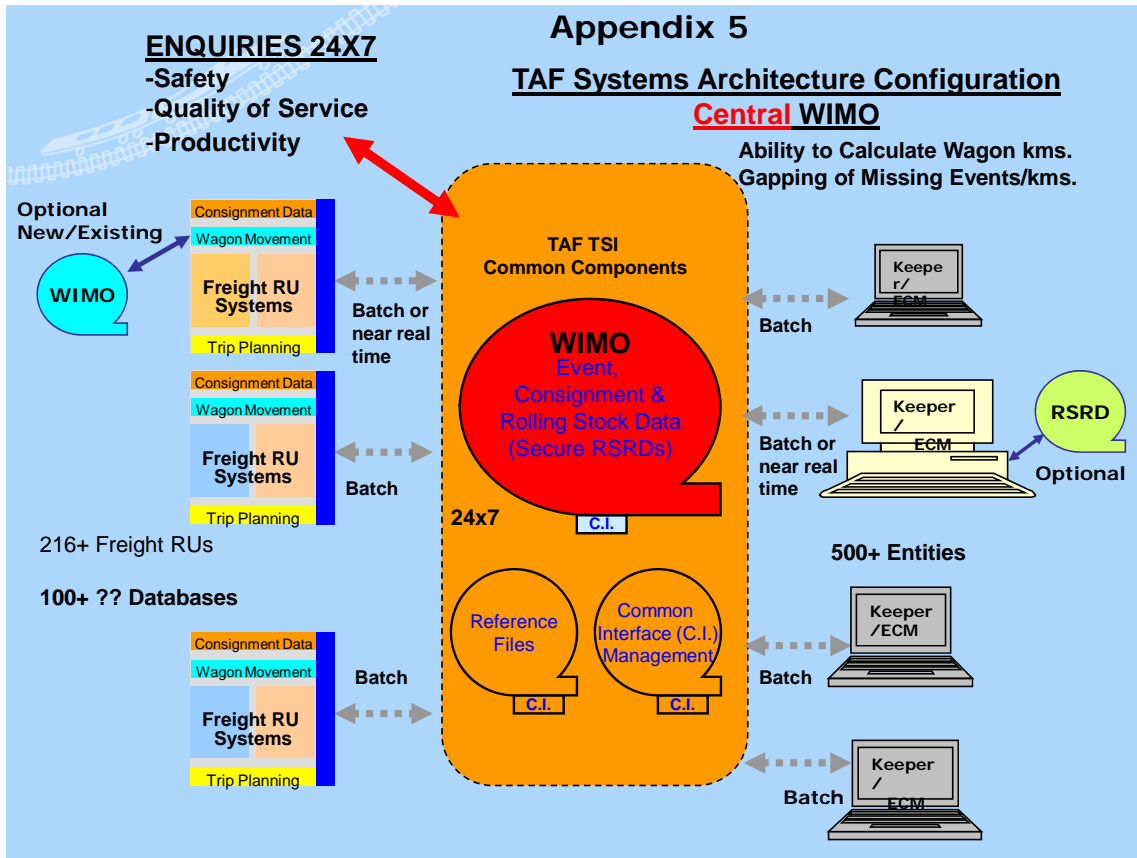 Appendix 5
ENQUIRIES 24X7
-Safety
-Quality of Service
-Productivity
TAF Systems Architecture Configuration
Central WIMO
Ability to Calculate Wagon kms.
Gapping of Missing Events/kms.
Optional
New/Existing
WIMO
Consignment Data
Wagon Movement
Freight RU
Systems
Trip Planning
Batch or
near real
time
Consignment Data
Wagon Movement
Freight RU
Systems
Trip Planning
Batch
216+ Freight RUs
100+ ?? Databases
Consignment Data
Wagon Movement
Freight RU
Systems
Trip Planning
Batch
TAF TSI
Common Components
WIMO
Event,
Consignment &
Rolling Stock Data
(Secure RSRDs)
C.I.
24x7
Reference
Files
C.I.
Common
Interface (C.I.)
Management
C.I.
Batch
Keepe
r/
ECM
Batch or
near real
time
Keeper
/
ECM
RSRD
Optional
500+ Entities
Batch
Keeper
/ECM
Batch
Keeper
/
ECM